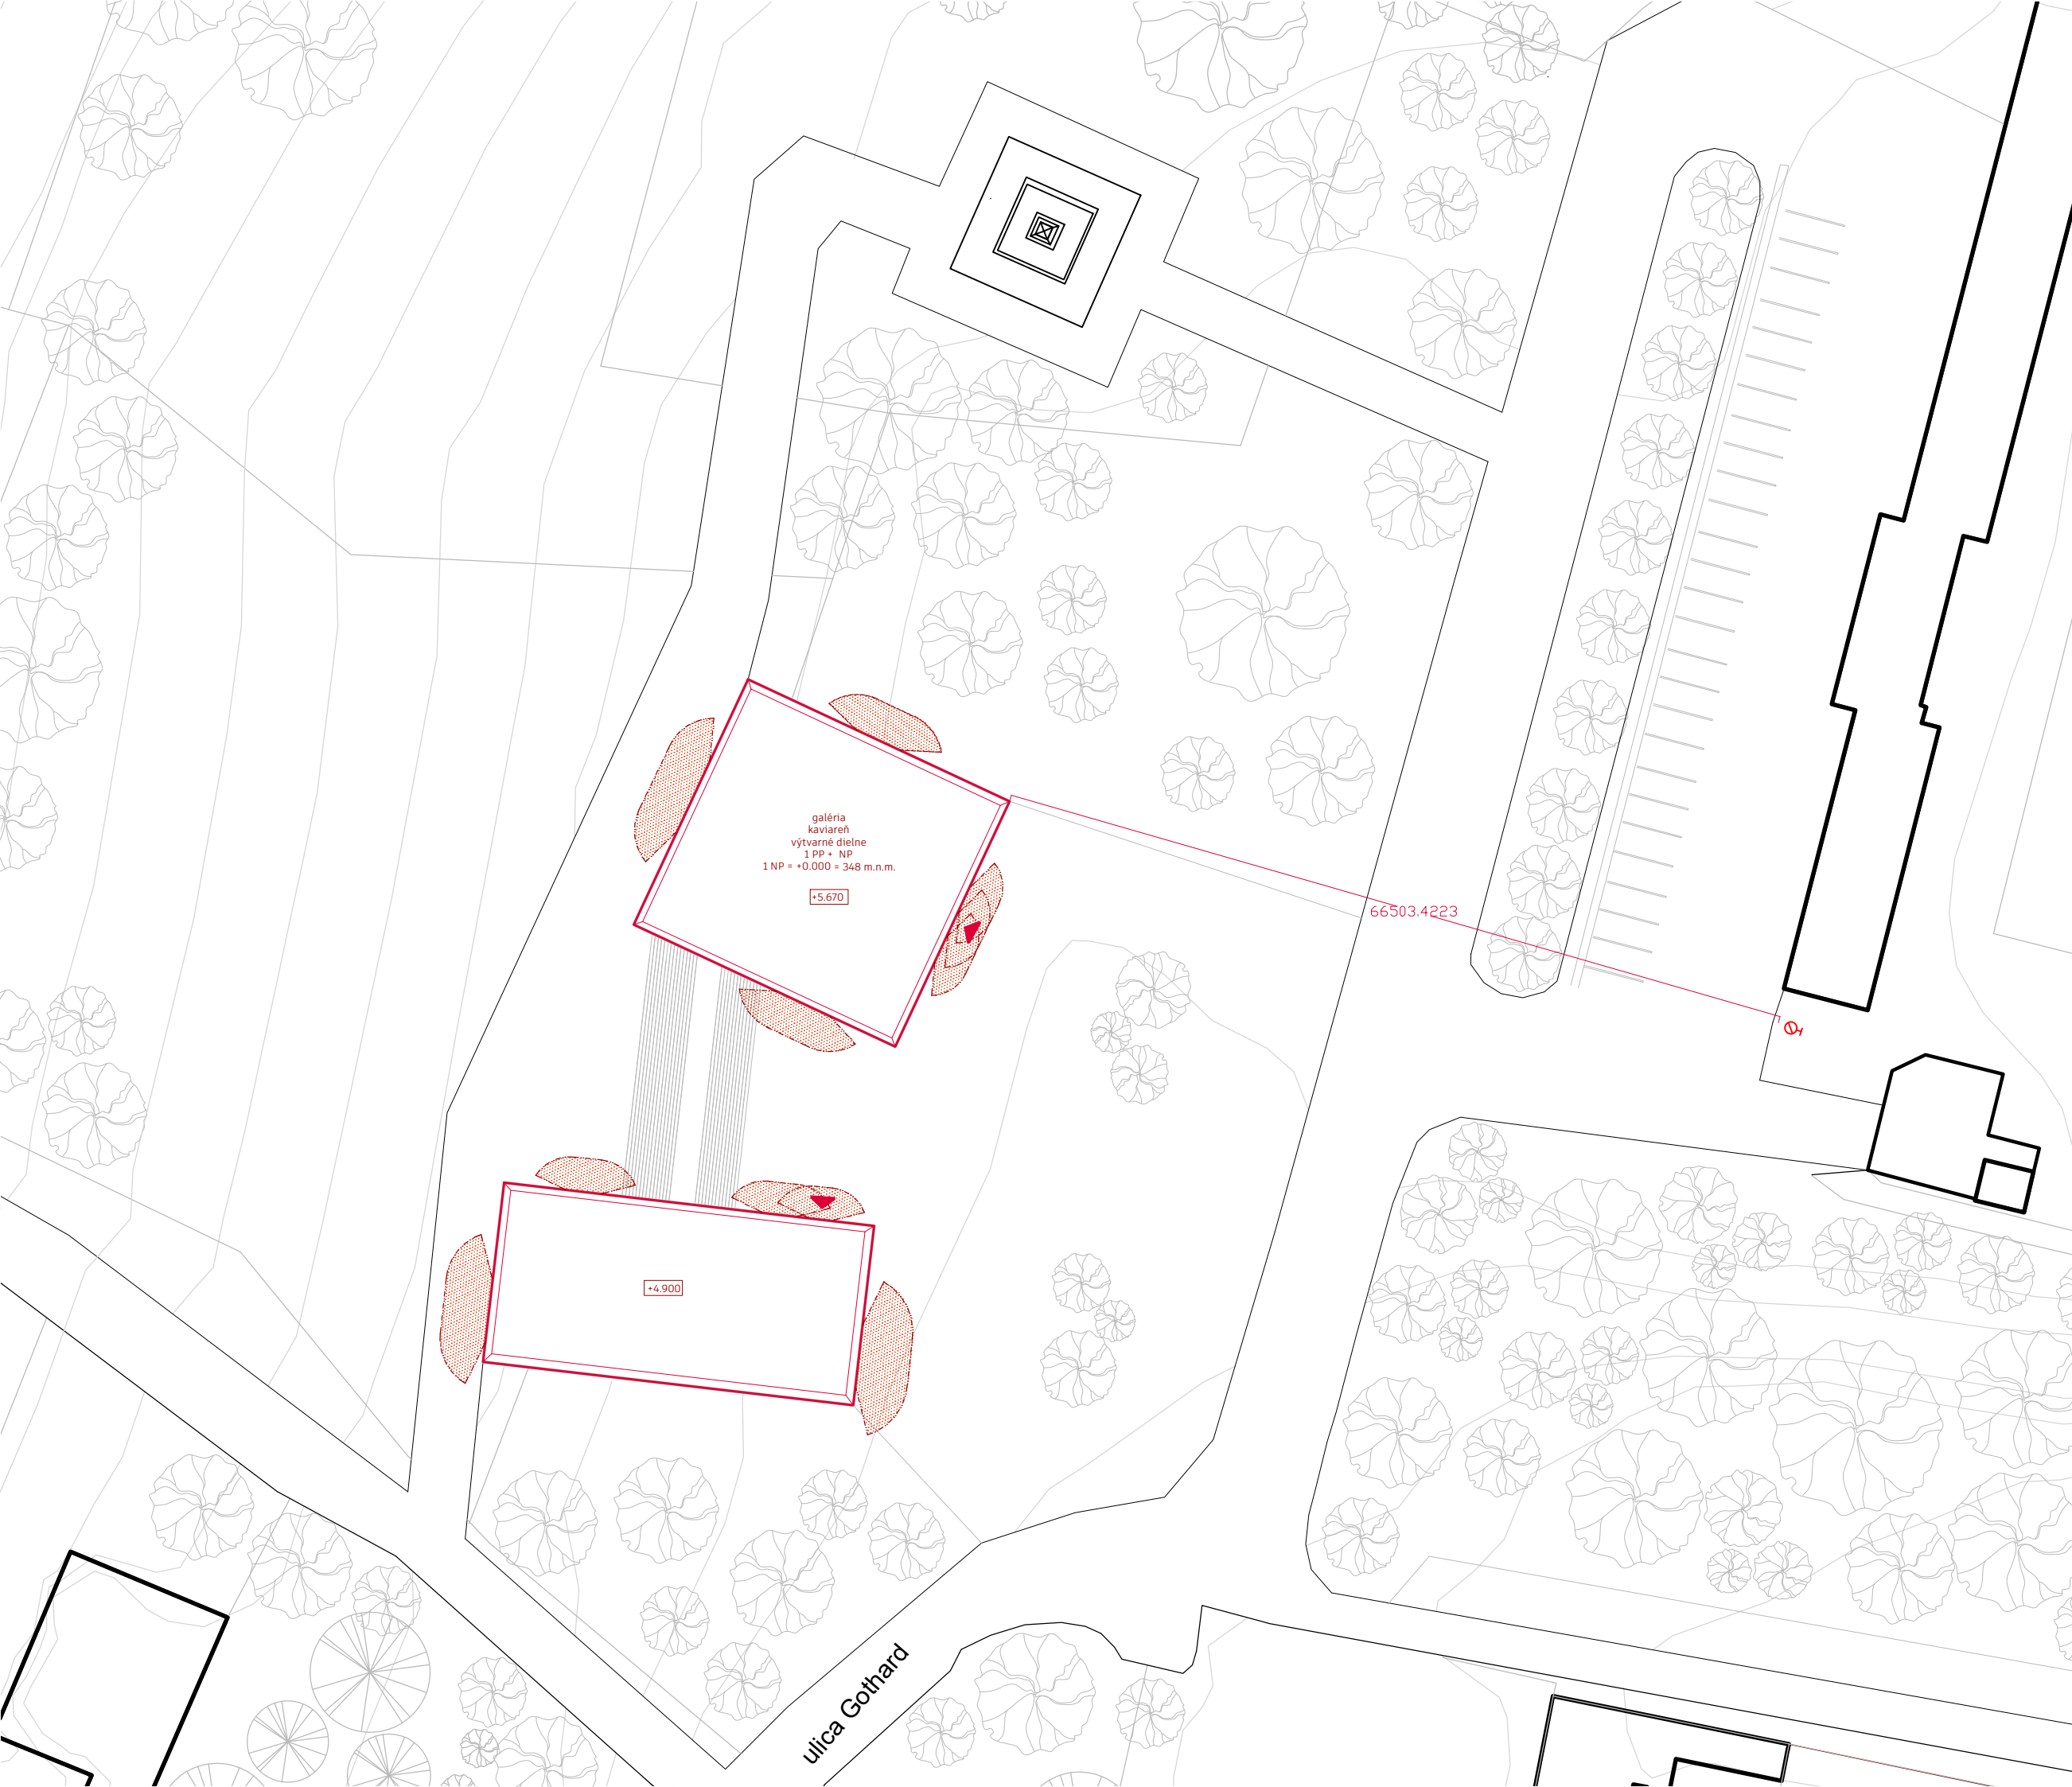 galéria
kaviareň
výtvarné dielne
1 PP + NP
1 NP = +0.000 = 348 m.n.m.
+5.670
66503.4223
+4.900
ulica Gothard